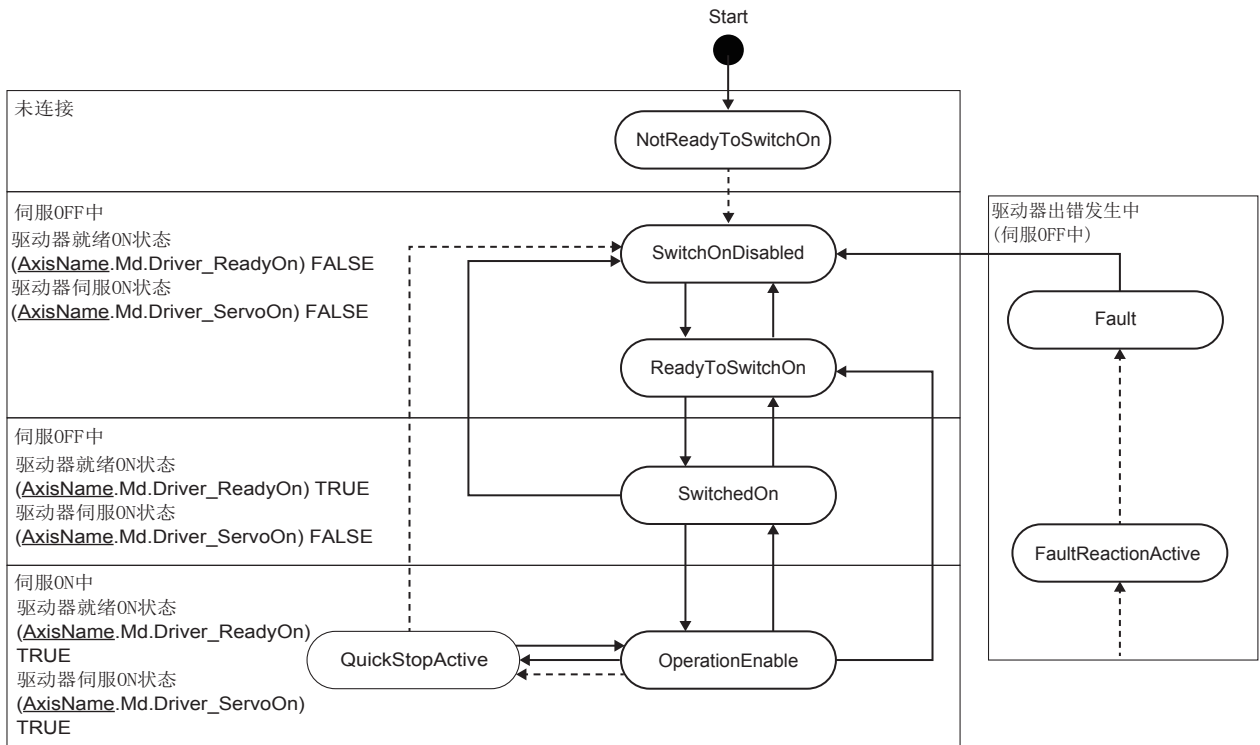 Start
未连接
NotReadyToSwitchOn
伺服OFF中
驱动器就绪ON状态
(AxisName.Md.Driver_ReadyOn) FALSE
驱动器伺服ON状态
(AxisName.Md.Driver_ServoOn) FALSE
SwitchOnDisabled
ReadyToSwitchOn
驱动器出错发生中
(伺服OFF中)
Fault
FaultReactionActive
伺服OFF中
驱动器就绪ON状态
(AxisName.Md.Driver_ReadyOn) TRUE
驱动器伺服ON状态
(AxisName.Md.Driver_ServoOn) FALSE
SwitchedOn
伺服ON中
驱动器就绪ON状态
(AxisName.Md.Driver_ReadyOn)
TRUE
驱动器伺服ON状态
(AxisName.Md.Driver_ServoOn)
TRUE
QuickStopActive
OperationEnable